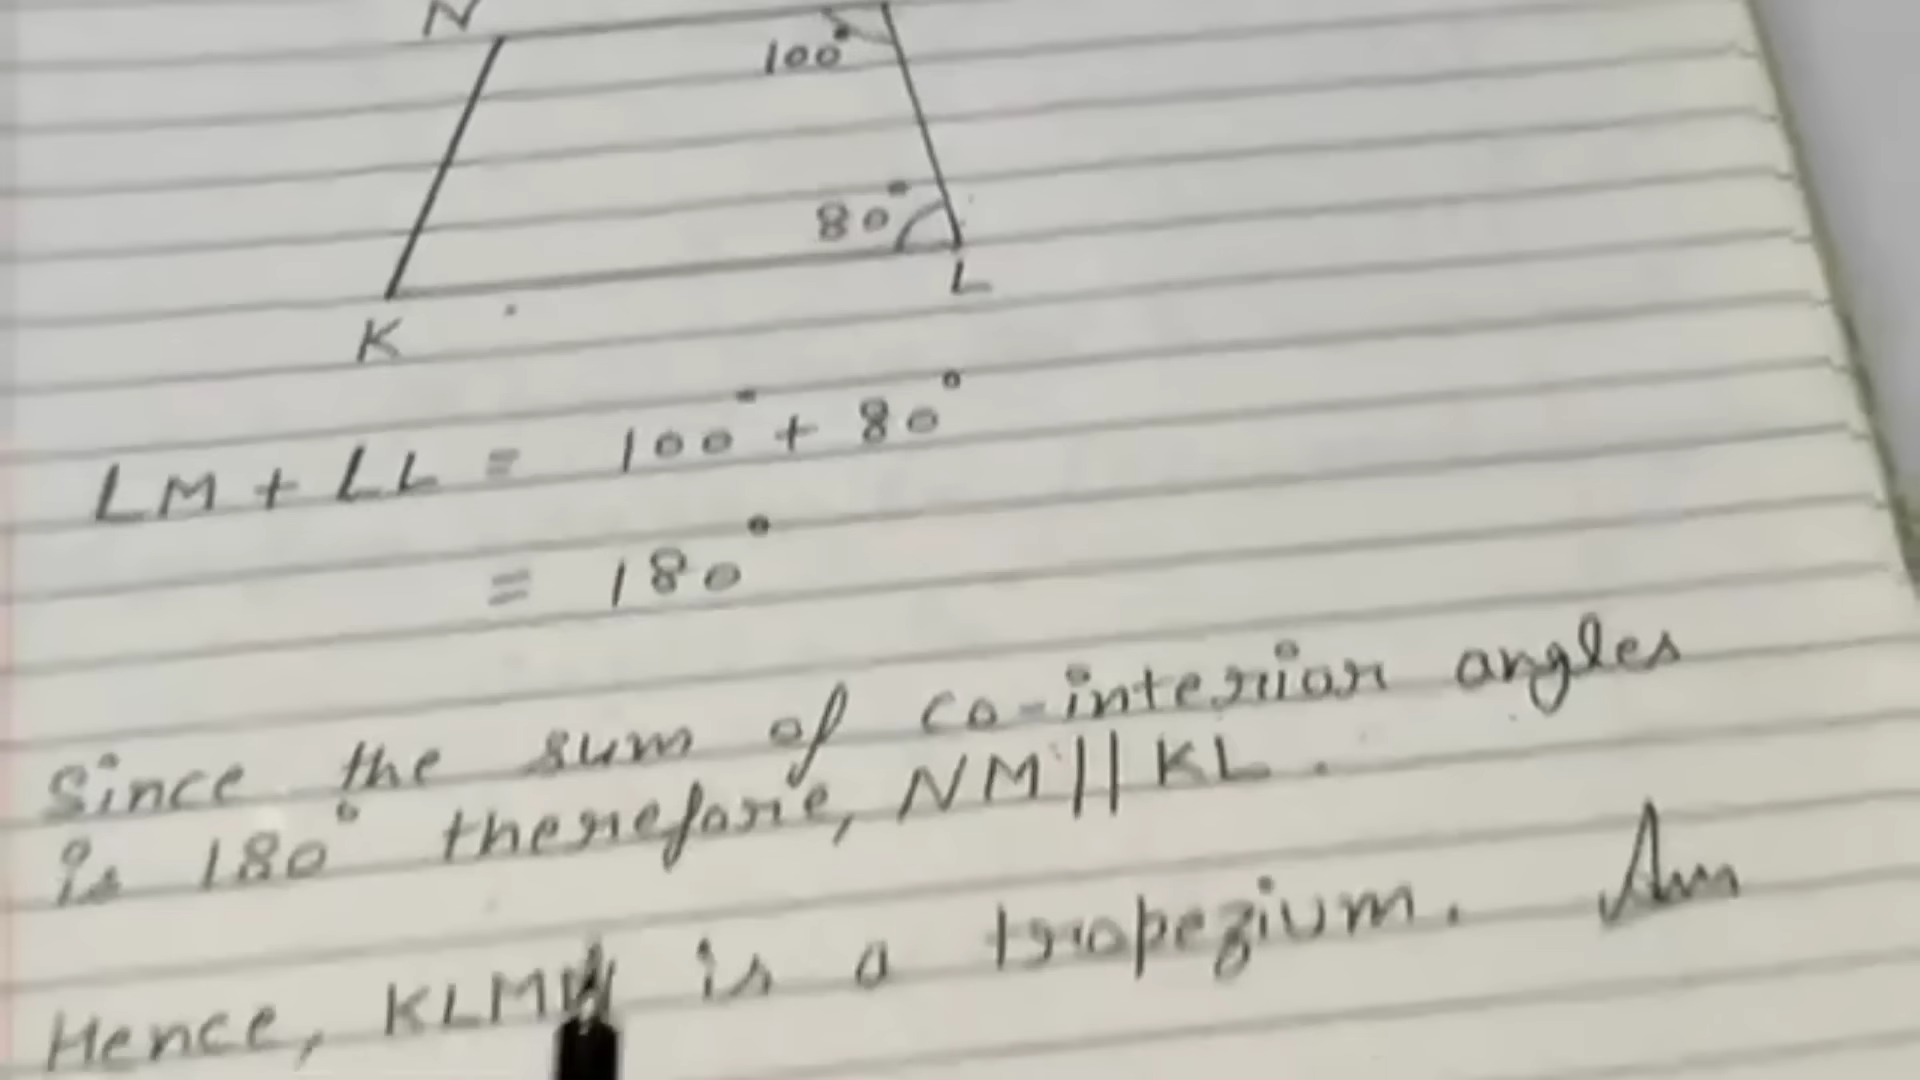 N
100°
80°
L
K
∠M + ∠L = 100° + 80°
= 180°
Since the sum of co-interior angles
is 180° therefore, NM || KL.
Hence, KLMN is a trapezium. Ans